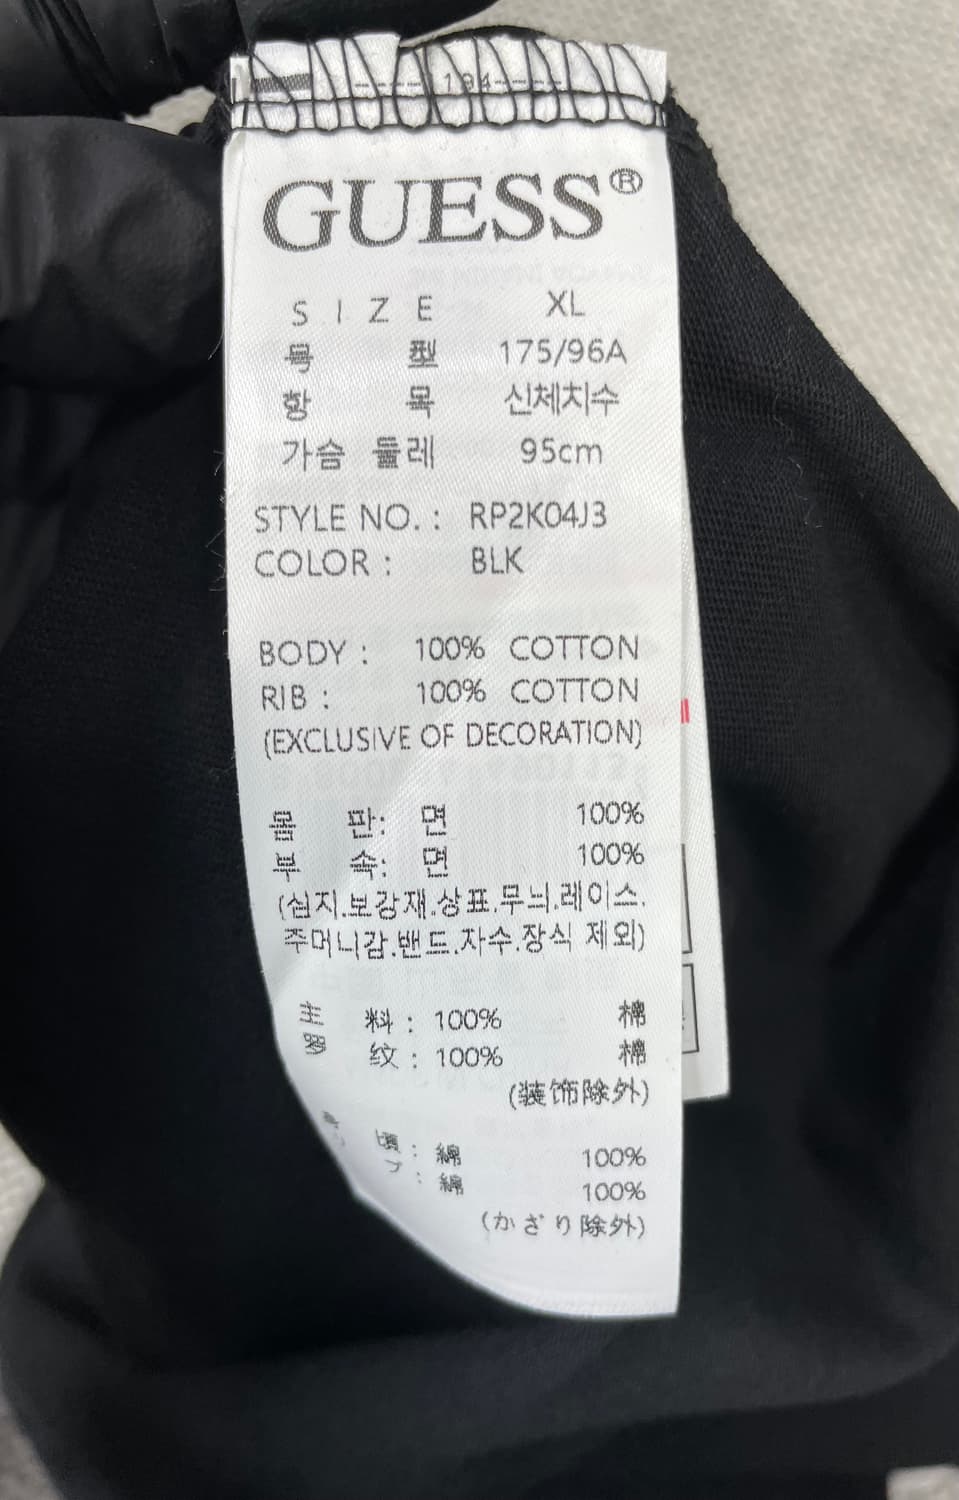 GUESS®
SIZE XL
号型 175/96A
항목 신체치수
가슴둘레 95cm
STYLE NO. : RP2K04J3
COLOR : BLK
BODY : 100% COTTON
RIB : 100% COTTON
(EXCLUSIVE OF DECORATION)
몸판: 면 100%
부속: 면 100%
(심지.보강재.상표.무늬.레이스.
주머니감.밴드.자수.장식 제외)
主料 : 100% 棉
罗纹 : 100% 棉
(装饰除外)
頃 : 綿 100%
ブ : 綿 100%
(かざり除外)